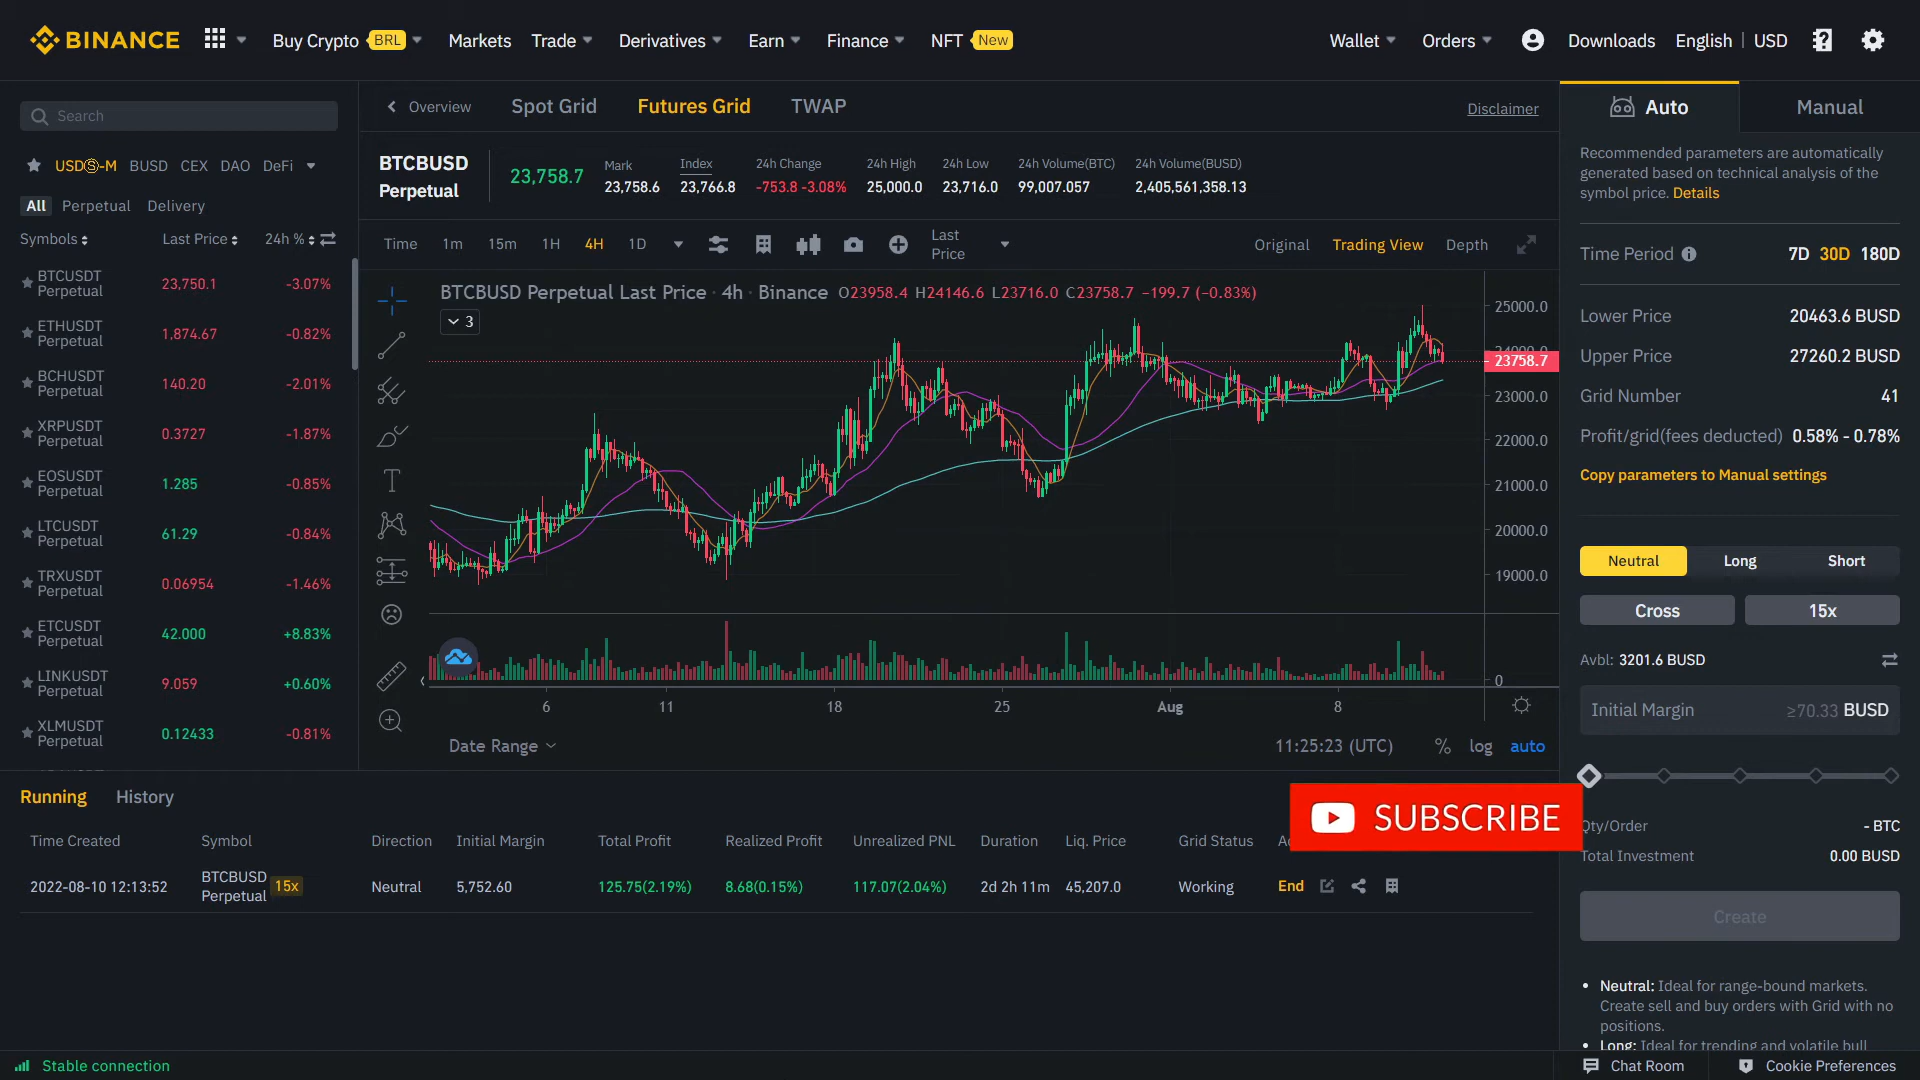 BINANCE
Buy Crypto BRL Markets Trade Derivatives Earn Finance NFT New
Wallet Orders Downloads English USD
Search
USDⓈ-M BUSD CEX DAO DeFi
All Perpetual Delivery
Symbols Last Price 24h %
BTCUSDT
Perpetual 23,750.1 -3.07%
ETHUSDT
Perpetual 1,874.67 -0.82%
BCHUSDT
Perpetual 140.20 -2.01%
XRPUSDT
Perpetual 0.3727 -1.87%
EOSUSDT
Perpetual 1.285 -0.85%
LTCUSDT
Perpetual 61.29 -0.84%
TRXUSDT
Perpetual 0.06954 -1.46%
ETCUSDT
Perpetual 42.000 +8.83%
LINKUSDT
Perpetual 9.059 +0.60%
XLMUSDT
Perpetual 0.12433 -0.81%
Overview Spot Grid Futures Grid TWAP Disclaimer
BTCBUSD
Perpetual
23,758.7
Mark
23,758.6
Index
23,766.8
24h Change
-753.8 -3.08%
24h High
25,000.0
24h Low
23,716.0
24h Volume(BTC)
99,007.057
24h Volume(BUSD)
2,405,561,358.13
Time 1m 15m 1H 4H 1D
Last
Price
Original Trading View Depth
BTCBUSD Perpetual Last Price · 4h · Binance O23958.4 H24146.6 L23716.0 C23758.7 −199.7 (−0.83%)
3
25000.0
23758.7
23000.0
22000.0
21000.0
20000.0
19000.0
0
6 11 18 25 Aug 8
Date Range 11:25:23 (UTC) % log auto
Auto Manual
Recommended parameters are automatically
generated based on technical analysis of the
symbol price. Details
Time Period 7D 30D 180D
Lower Price 20463.6 BUSD
Upper Price 27260.2 BUSD
Grid Number 41
Profit/grid(fees deducted) 0.58% - 0.78%
Copy parameters to Manual settings
Neutral Long Short
Cross 15x
Avbl: 3201.6 BUSD
Initial Margin ≥70.33 BUSD
Qty/Order - BTC
Total Investment 0.00 BUSD
Create
Neutral: Ideal for range-bound markets.
Create sell and buy orders with Grid with no
positions.
Long: Ideal for trending and volatile bull
SUBSCRIBE
Running History
Time Created Symbol Direction Initial Margin Total Profit Realized Profit Unrealized PNL Duration Liq. Price Grid Status
2022-08-10 12:13:52 BTCBUSD
Perpetual 15x Neutral 5,752.60 125.75(2.19%) 8.68(0.15%) 117.07(2.04%) 2d 2h 11m 45,207.0 Working End
Stable connection
Chat Room Cookie Preferences